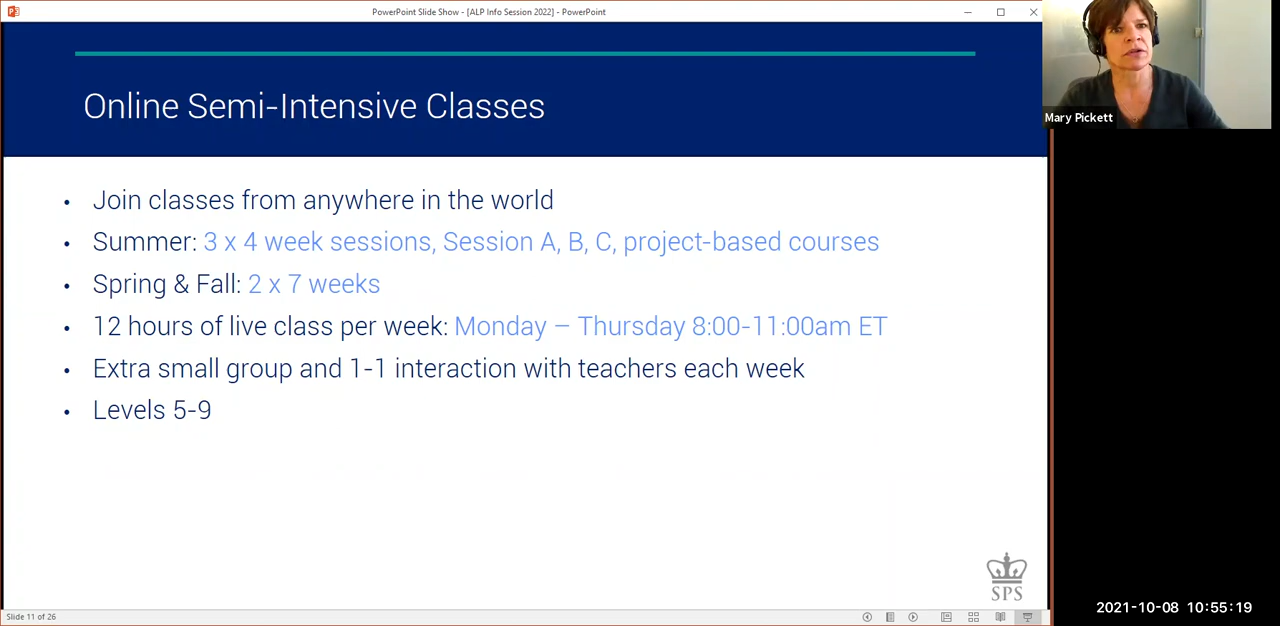 PowerPoint Slide Show - [ALP Info Session 2022] - PowerPoint
Mary Pickett
Online Semi-Intensive Classes
• Join classes from anywhere in the world
• Summer: 3 x 4 week sessions, Session A, B, C, project-based courses
• Spring & Fall: 2 x 7 weeks
• 12 hours of live class per week: Monday – Thursday 8:00-11:00am ET
• Extra small group and 1-1 interaction with teachers each week
• Levels 5-9
SPS
Slide 11 of 26
2021-10-08 10:55:19